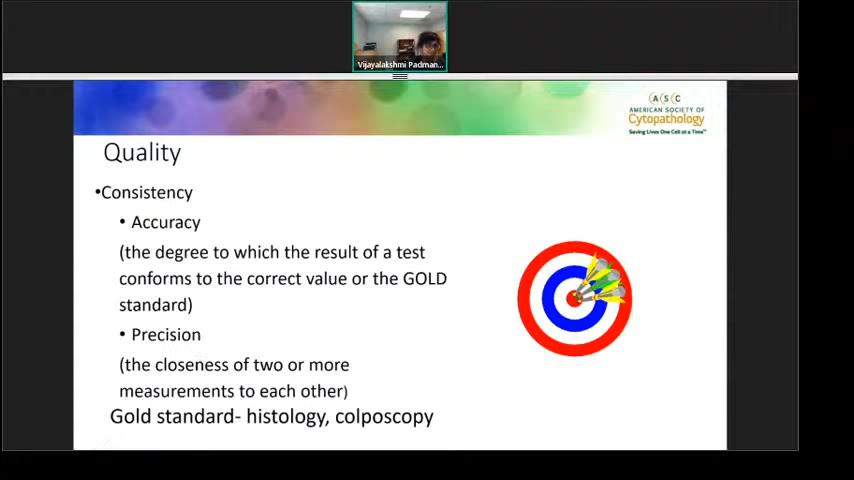 Vijayalakshmi Padman...
A S C
AMERICAN SOCIETY OF
Cytopathology
Saving Lives One Cell at a Time™
Quality
•Consistency
• Accuracy
(the degree to which the result of a test
conforms to the correct value or the GOLD
standard)
• Precision
(the closeness of two or more
measurements to each other)
Gold standard- histology, colposcopy